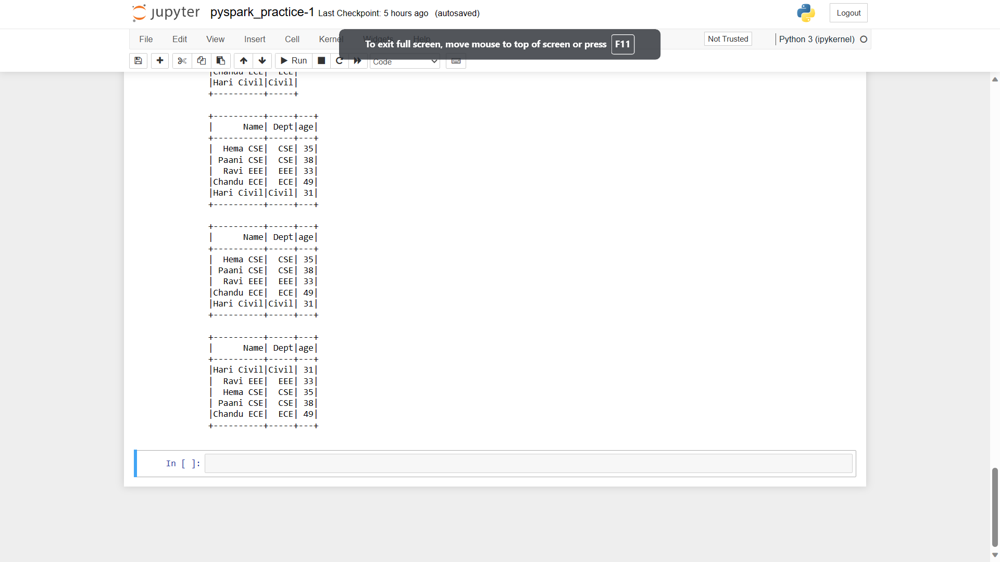 jupyter pyspark_practice-1 Last Checkpoint: 5 hours ago (autosaved) Logout
File Edit View Insert Cell Kernel Widgets Help Not Trusted Python 3 (ipykernel)
To exit full screen, move mouse to top of screen or press F11
Run Code
|Chandu ECE| ECE|
|Hari Civil|Civil|
+----------+-----+
+----------+-----+---+
|      Name| Dept|age|
+----------+-----+---+
|  Hema CSE|  CSE| 35|
| Paani CSE|  CSE| 38|
|  Ravi EEE|  EEE| 33|
|Chandu ECE|  ECE| 49|
|Hari Civil|Civil| 31|
+----------+-----+---+
+----------+-----+---+
|      Name| Dept|age|
+----------+-----+---+
|  Hema CSE|  CSE| 35|
| Paani CSE|  CSE| 38|
|  Ravi EEE|  EEE| 33|
|Chandu ECE|  ECE| 49|
|Hari Civil|Civil| 31|
+----------+-----+---+
+----------+-----+---+
|      Name| Dept|age|
+----------+-----+---+
|Hari Civil|Civil| 31|
|  Ravi EEE|  EEE| 33|
|  Hema CSE|  CSE| 35|
| Paani CSE|  CSE| 38|
|Chandu ECE|  ECE| 49|
+----------+-----+---+
In [ ]: